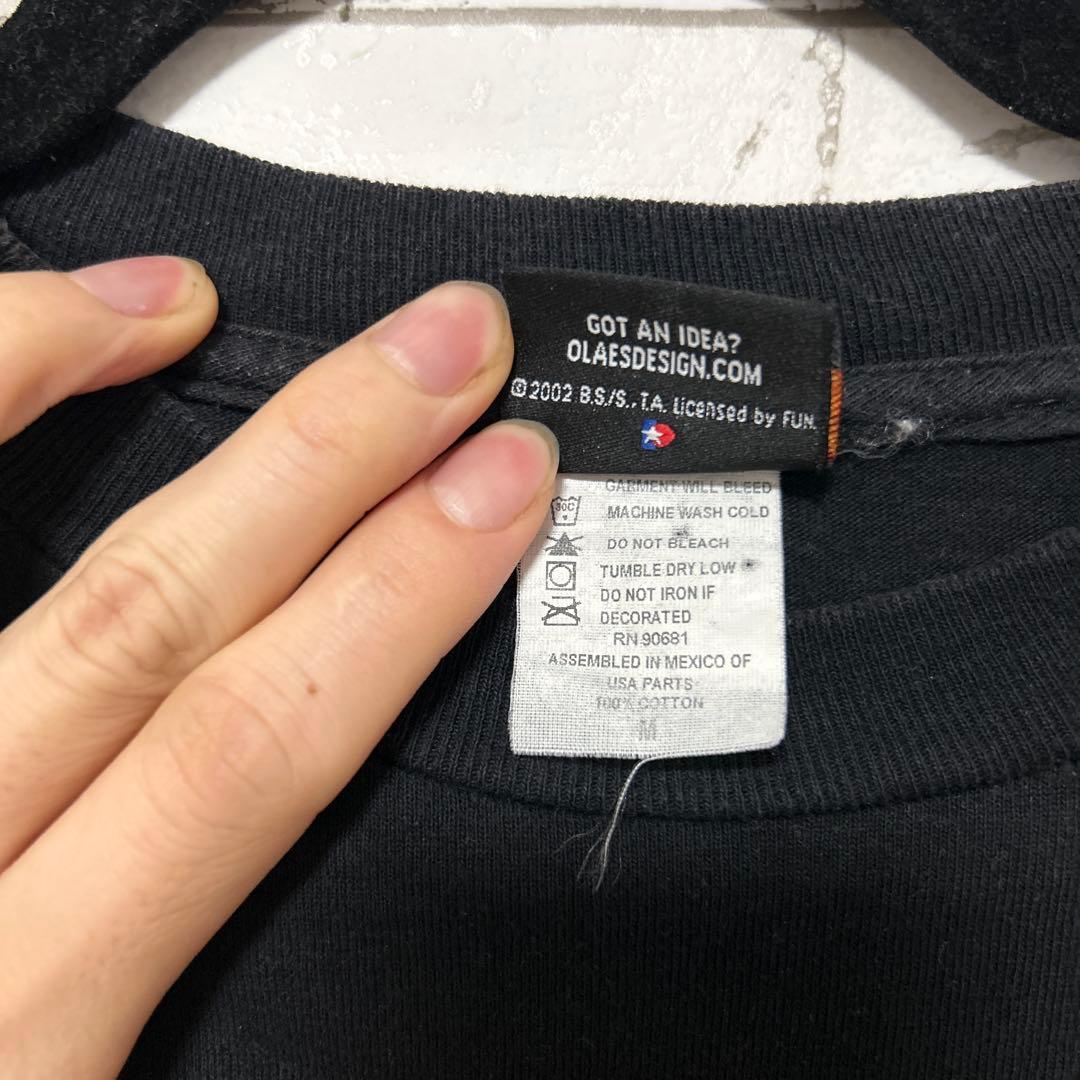 GOT AN IDEA?
OLAESDESIGN.COM
©2002 B.S./S., T.A. Licensed by FUN.
GARMENT WILL BLEED
30C
MACHINE WASH COLD
DO NOT BLEACH
TUMBLE DRY LOW
DO NOT IRON IF
DECORATED
RN 90681
ASSEMBLED IN MEXICO OF
USA PARTS
100% COTTON
M